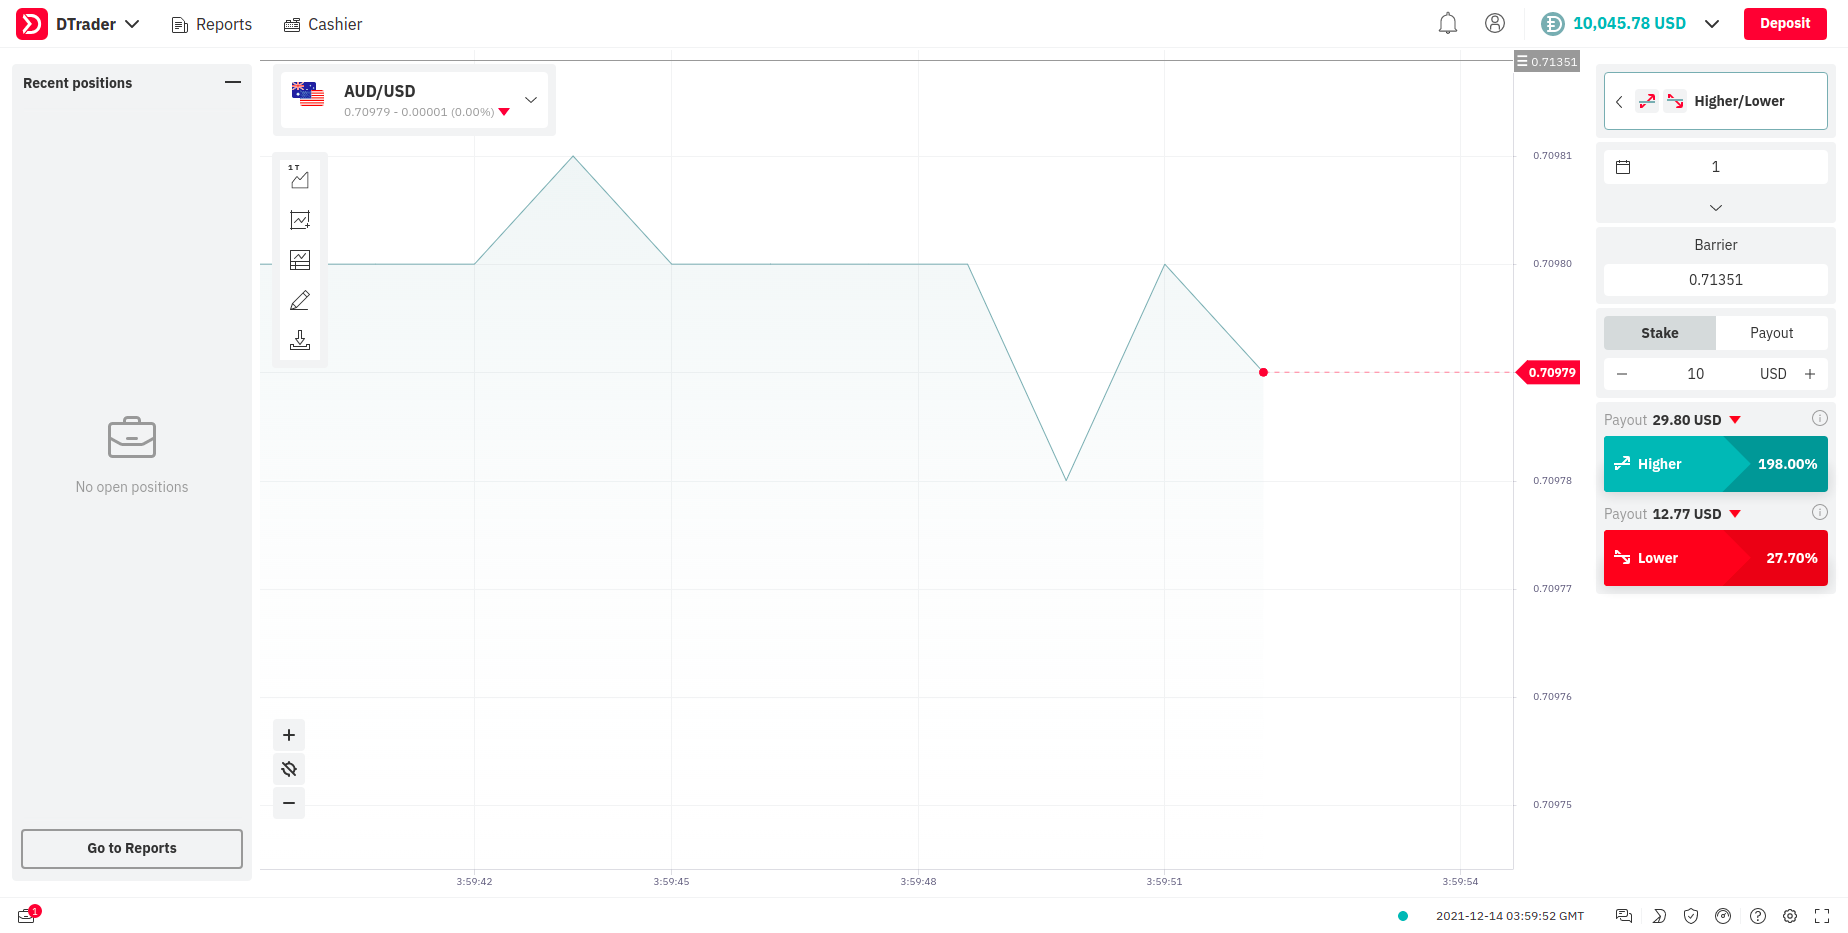 DTrader
Reports
Cashier
10,045.78 USD
Deposit
Recent positions
No open positions
Go to Reports
AUD/USD
0.70979 - 0.00001 (0.00%)
1 T
0.71351
0.70981
0.70980
0.70979
0.70978
0.70977
0.70976
0.70975
3:59:42
3:59:45
3:59:48
3:59:51
3:59:54
Higher/Lower
1
Barrier
0.71351
Stake
Payout
10
USD
Payout 29.80 USD
Higher
198.00%
Payout 12.77 USD
Lower
27.70%
1
2021-12-14 03:59:52 GMT